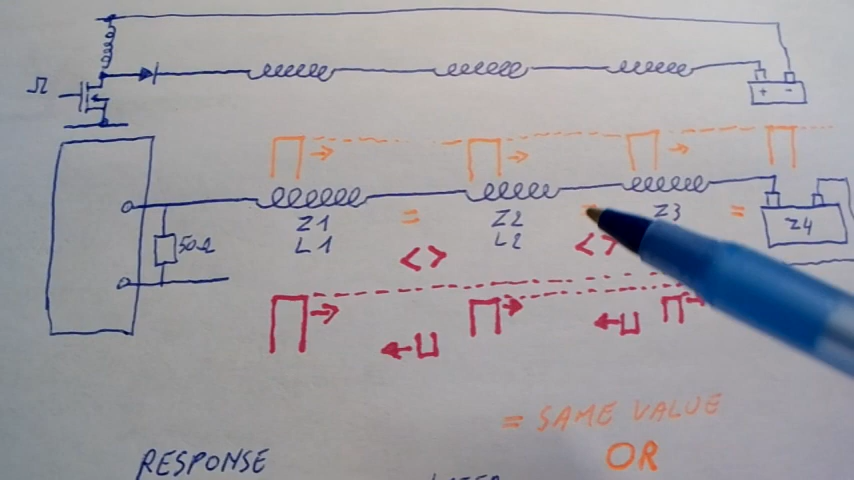 + -
50Ω
Z1 = Z2 = Z3 = Z4
L1 <> L2 <>
= SAME VALUE
OR
RESPONSE